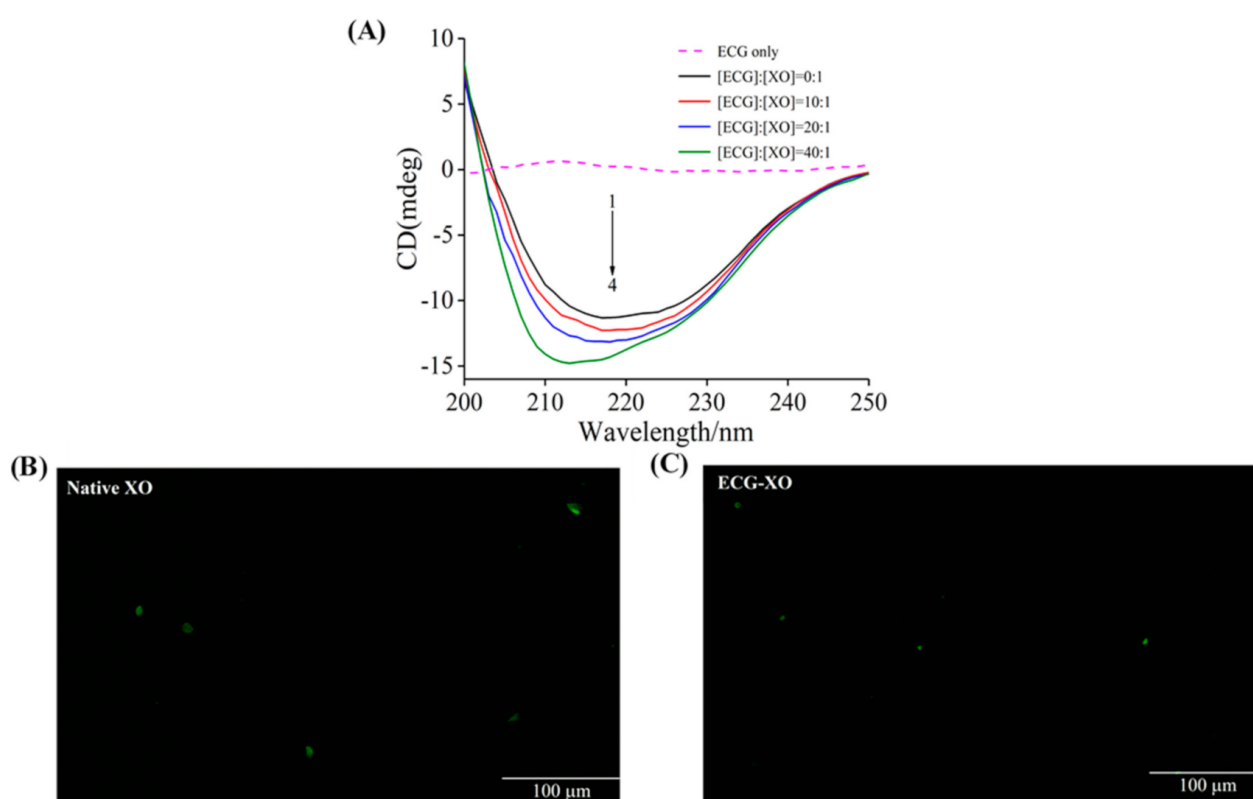 (A)
10
5
0
-5
-10
-15
CD(mdeg)
ECG only
[ECG]:[XO]=0:1
[ECG]:[XO]=10:1
[ECG]:[XO]=20:1
[ECG]:[XO]=40:1
1
4
200 210 220 230 240 250
Wavelength/nm
(B)
Native XO
100 μm
(C)
ECG-XO
100 μm